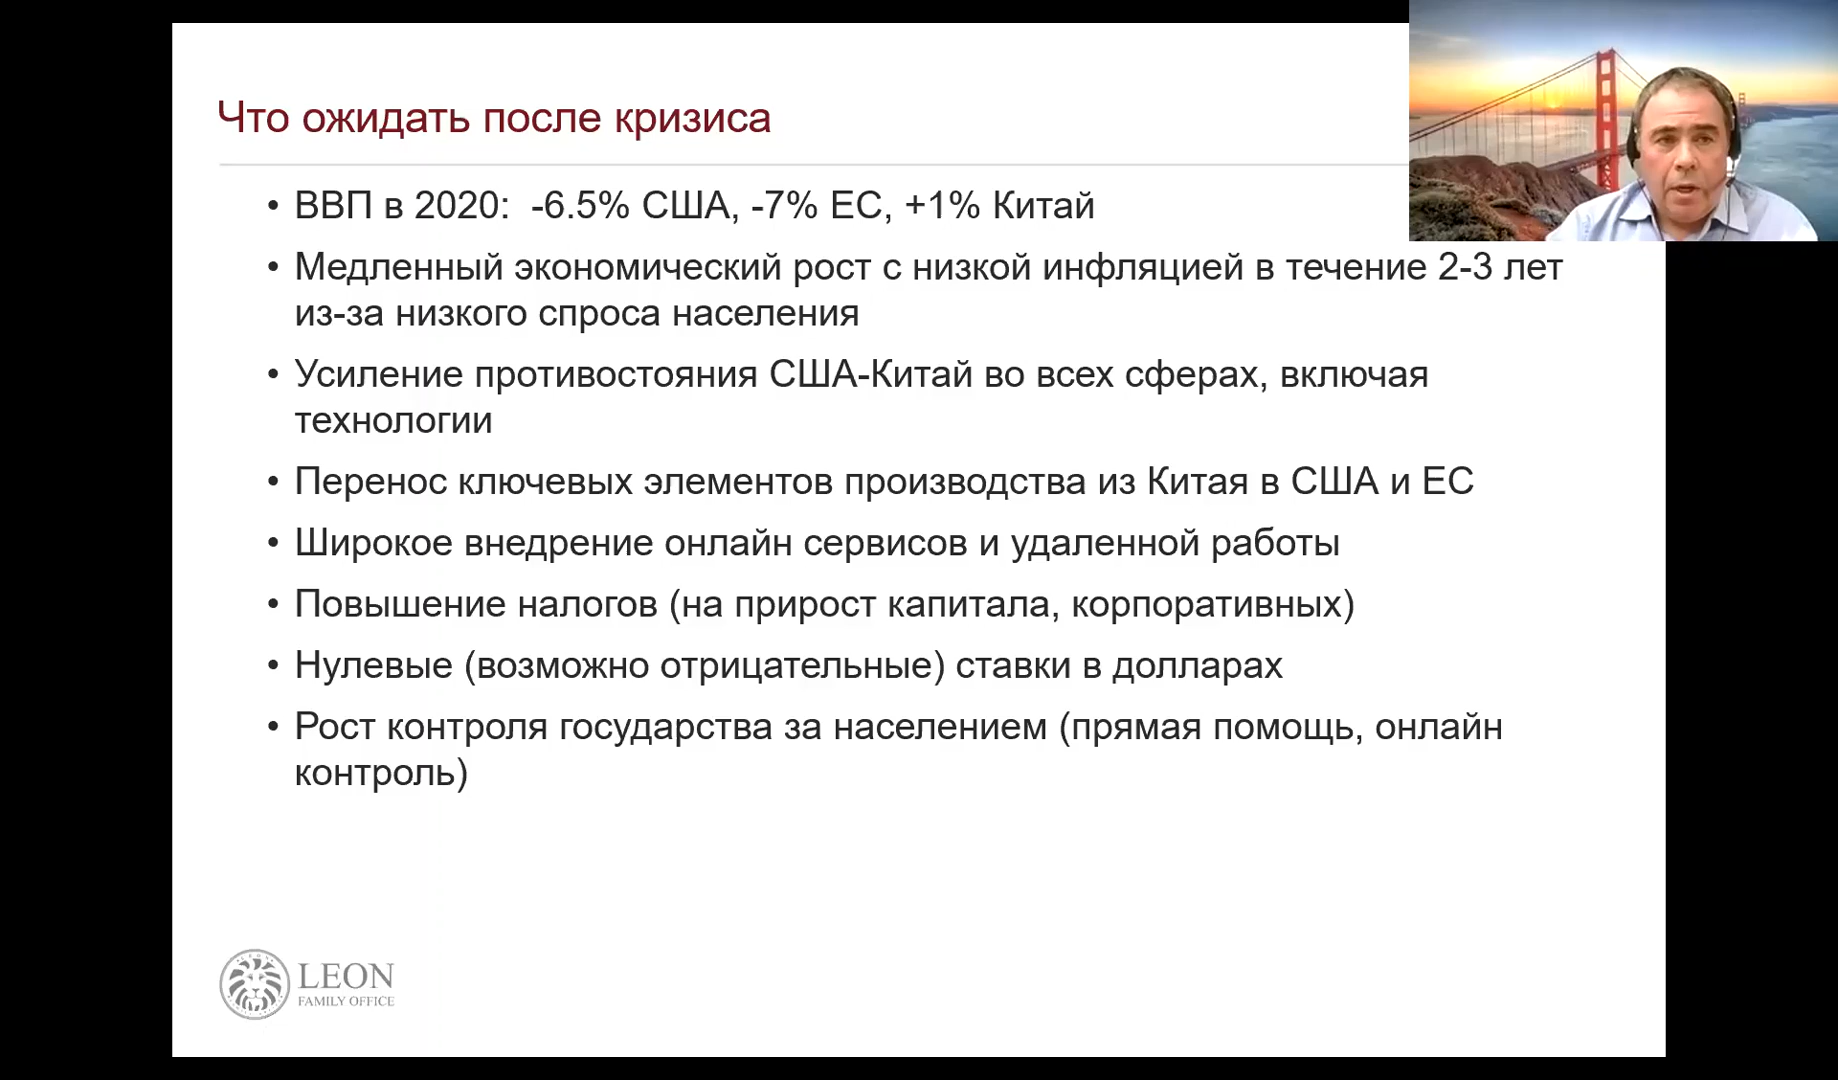 Что ожидать после кризиса
• ВВП в 2020:  -6.5% США, -7% ЕС, +1% Китай
• Медленный экономический рост с низкой инфляцией в течение 2-3 лет
из-за низкого спроса населения
• Усиление противостояния США-Китай во всех сферах, включая
технологии
• Перенос ключевых элементов производства из Китая в США и ЕС
• Широкое внедрение онлайн сервисов и удаленной работы
• Повышение налогов (на прирост капитала, корпоративных)
• Нулевые (возможно отрицательные) ставки в долларах
• Рост контроля государства за населением (прямая помощь, онлайн
контроль)
LEON
FAMILY OFFICE